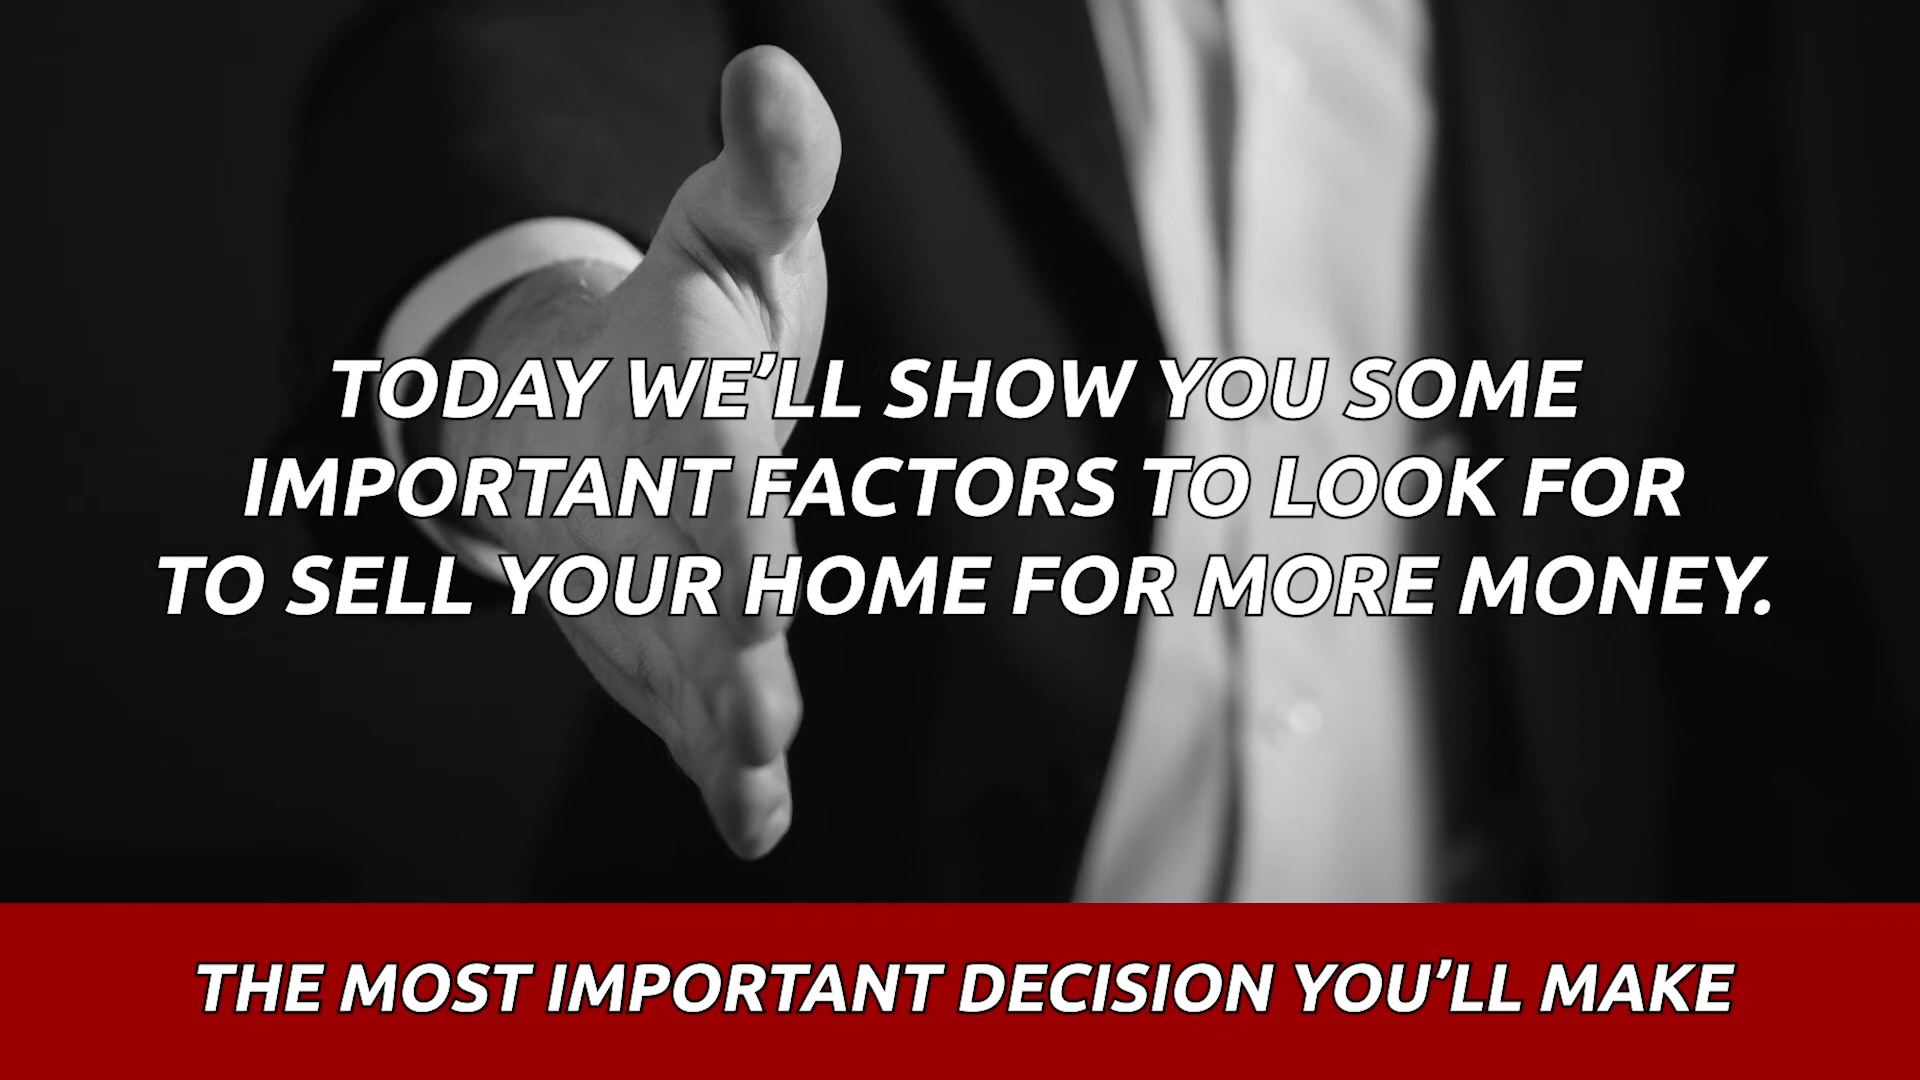 TODAY WE’LL SHOW YOU SOME
IMPORTANT FACTORS TO LOOK FOR
TO SELL YOUR HOME FOR MORE MONEY.
THE MOST IMPORTANT DECISION YOU’LL MAKE